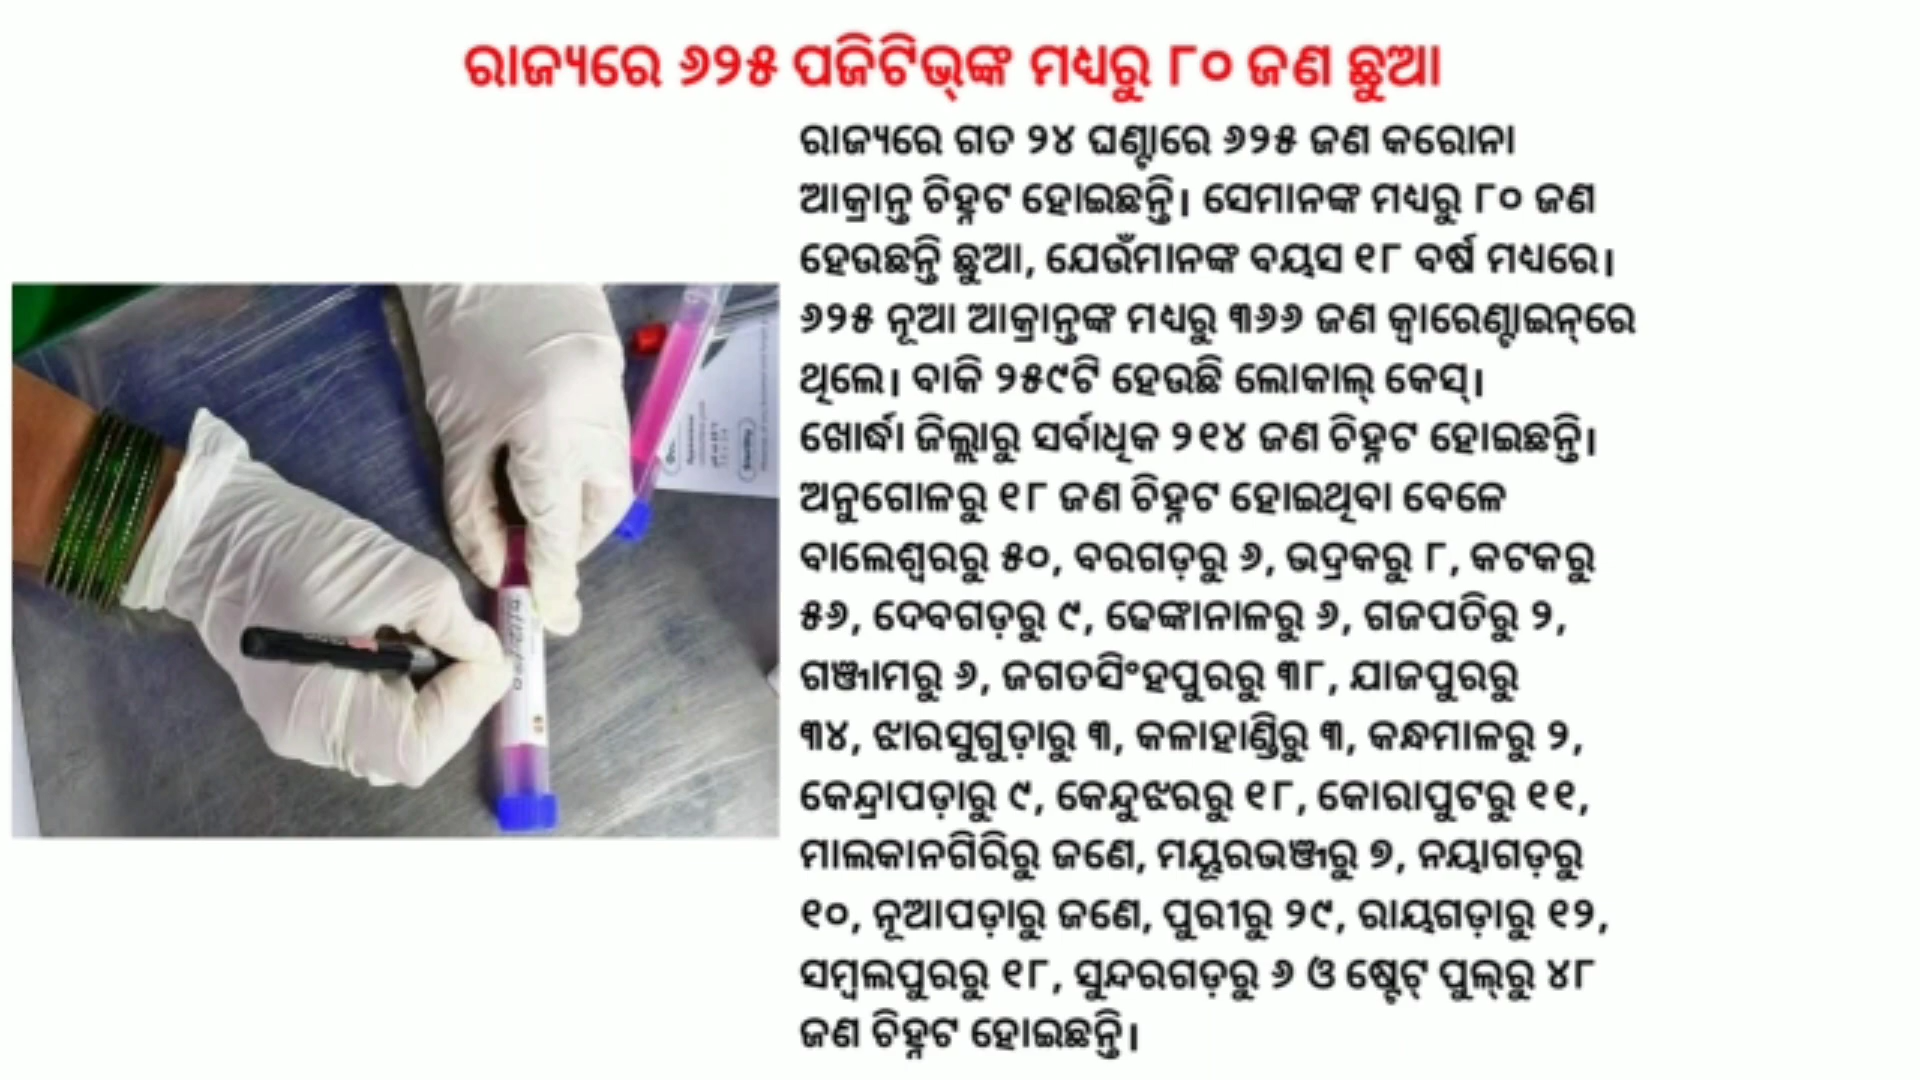 ରାଜ୍ୟରେ ୬୨୫ ପଜିଟିଭ୍‌ଙ୍କ ମଧ୍ୟରୁ ୮୦ ଜଣ ଛୁଆ
ରାଜ୍ୟରେ ଗତ ୨୪ ଘଣ୍ଟାରେ ୬୨୫ ଜଣ କରୋନା
ଆକ୍ରାନ୍ତ ଚିହ୍ନଟ ହୋଇଛନ୍ତି। ସେମାନଙ୍କ ମଧ୍ୟରୁ ୮୦ ଜଣ
ହେଉଛନ୍ତି ଛୁଆ, ଯେଉଁମାନଙ୍କ ବୟସ ୧୮ ବର୍ଷ ମଧ୍ୟରେ।
୬୨୫ ନୂଆ ଆକ୍ରାନ୍ତଙ୍କ ମଧ୍ୟରୁ ୩୬୬ ଜଣ କ୍ୱାରେଣ୍ଟାଇନ୍‌ରେ
ଥିଲେ। ବାକି ୨୫୯ଟି ହେଉଛି ଲୋକାଲ୍ କେସ୍।
ଖୋର୍ଦ୍ଧା ଜିଲ୍ଲାରୁ ସର୍ବାଧିକ ୨୧୪ ଜଣ ଚିହ୍ନଟ ହୋଇଛନ୍ତି।
ଅନୁଗୋଳରୁ ୧୮ ଜଣ ଚିହ୍ନଟ ହୋଇଥିବା ବେଳେ
ବାଲେଶ୍ୱରରୁ ୫୦, ବରଗଡ଼ରୁ ୬, ଭଦ୍ରକରୁ ୮, କଟକରୁ
୫୬, ଦେବଗଡ଼ରୁ ୯, ଢେଙ୍କାନାଳରୁ ୬, ଗଜପତିରୁ ୨,
ଗଞ୍ଜାମରୁ ୬, ଜଗତସିଂହପୁରରୁ ୩୮, ଯାଜପୁରରୁ
୩୪, ଝାରସୁଗୁଡ଼ାରୁ ୩, କଳାହାଣ୍ଡିରୁ ୩, କନ୍ଧମାଳରୁ ୨,
କେନ୍ଦ୍ରାପଡ଼ାରୁ ୯, କେନ୍ଦୁଝରରୁ ୧୮, କୋରାପୁଟରୁ ୧୧,
ମାଲକାନଗିରିରୁ ଜଣେ, ମୟୂରଭଞ୍ଜରୁ ୭, ନୟାଗଡ଼ରୁ
୧୦, ନୂଆପଡ଼ାରୁ ଜଣେ, ପୁରୀରୁ ୨୯, ରାୟଗଡ଼ାରୁ ୧୨,
ସମ୍ବଲପୁରରୁ ୧୮, ସୁନ୍ଦରଗଡ଼ରୁ ୬ ଓ ଷ୍ଟେଟ୍ ପୁଲ୍‌ରୁ ୪୮
ଜଣ ଚିହ୍ନଟ ହୋଇଛନ୍ତି।